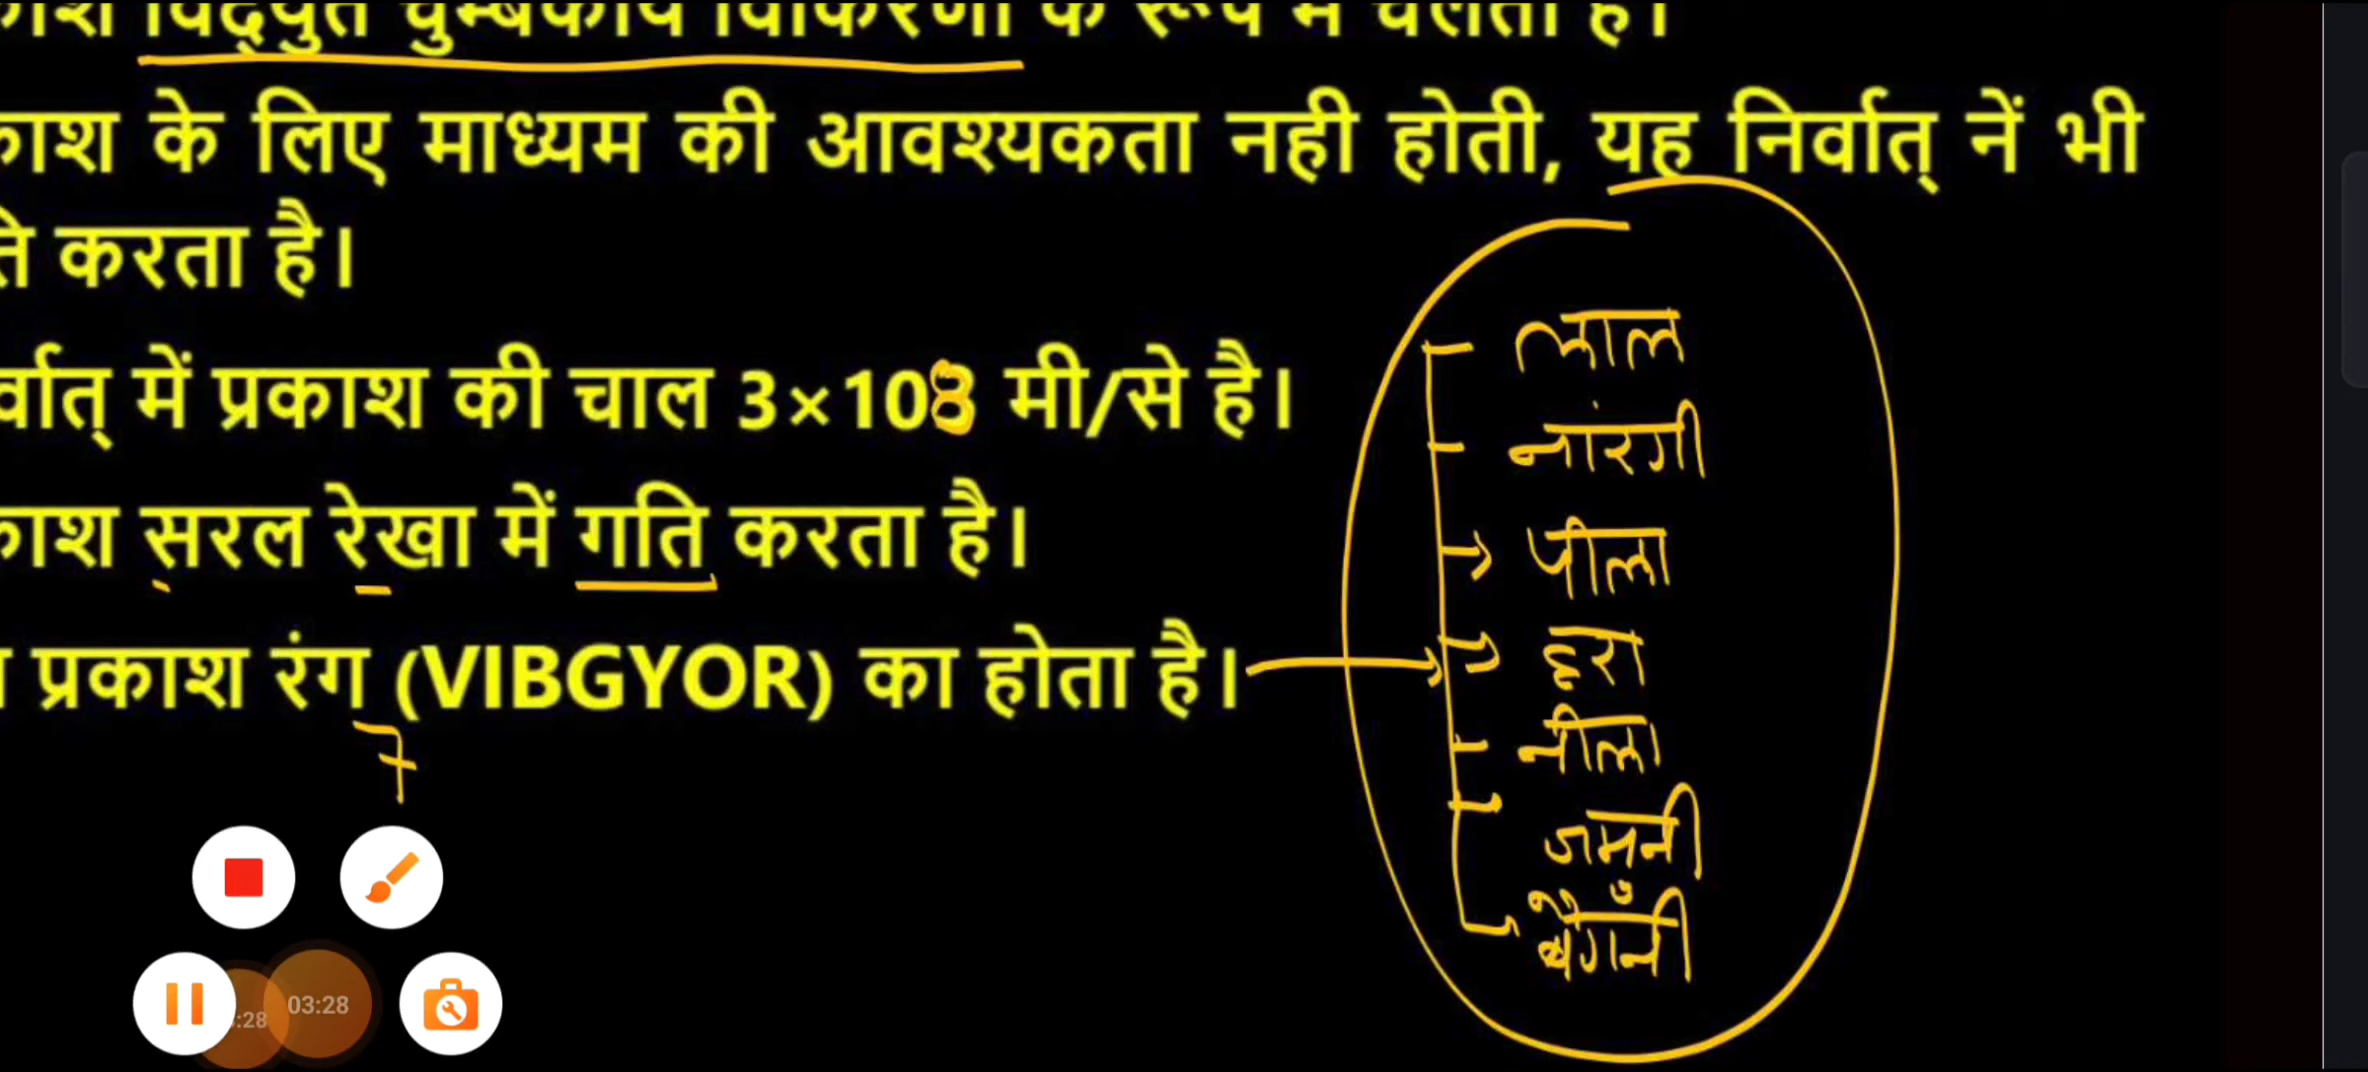 विद्युत चुम्बकीय विकिरणों के रूप में चलता है।
के लिए माध्यम की आवश्यकता नही होती, यह निर्वात् नें भी
करता है।
में प्रकाश की चाल 3×108 मी/से है।
सरल रेखा में गति करता है।
प्रकाश रंग (VIBGYOR) का होता है।
7
लाल
नारंगी
पीला
हरा
नीला
जमुनी
बैंगनी
:28
03:28